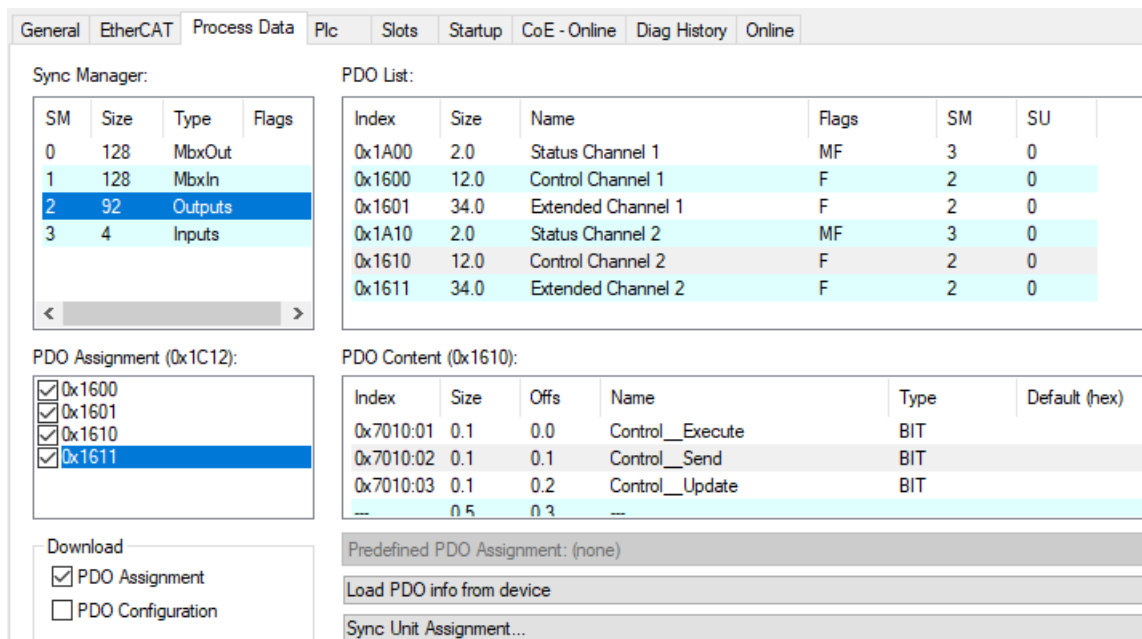 General EtherCAT Process Data Plc Slots Startup CoE - Online Diag History Online
Sync Manager:
SM Size Type Flags
0 128 MbxOut
1 128 MbxIn
2 92 Outputs
3 4 Inputs
PDO List:
Index Size Name Flags SM SU
0x1A00 2.0 Status Channel 1 MF 3 0
0x1600 12.0 Control Channel 1 F 2 0
0x1601 34.0 Extended Channel 1 F 2 0
0x1A10 2.0 Status Channel 2 MF 3 0
0x1610 12.0 Control Channel 2 F 2 0
0x1611 34.0 Extended Channel 2 F 2 0
PDO Assignment (0x1C12):
0x1600
0x1601
0x1610
0x1611
PDO Content (0x1610):
Index Size Offs Name Type Default (hex)
0x7010:01 0.1 0.0 Control__Execute BIT
0x7010:02 0.1 0.1 Control__Send BIT
0x7010:03 0.1 0.2 Control__Update BIT
--- 0.5 0.3 ---
Download
PDO Assignment
PDO Configuration
Predefined PDO Assignment: (none)
Load PDO info from device
Sync Unit Assignment...